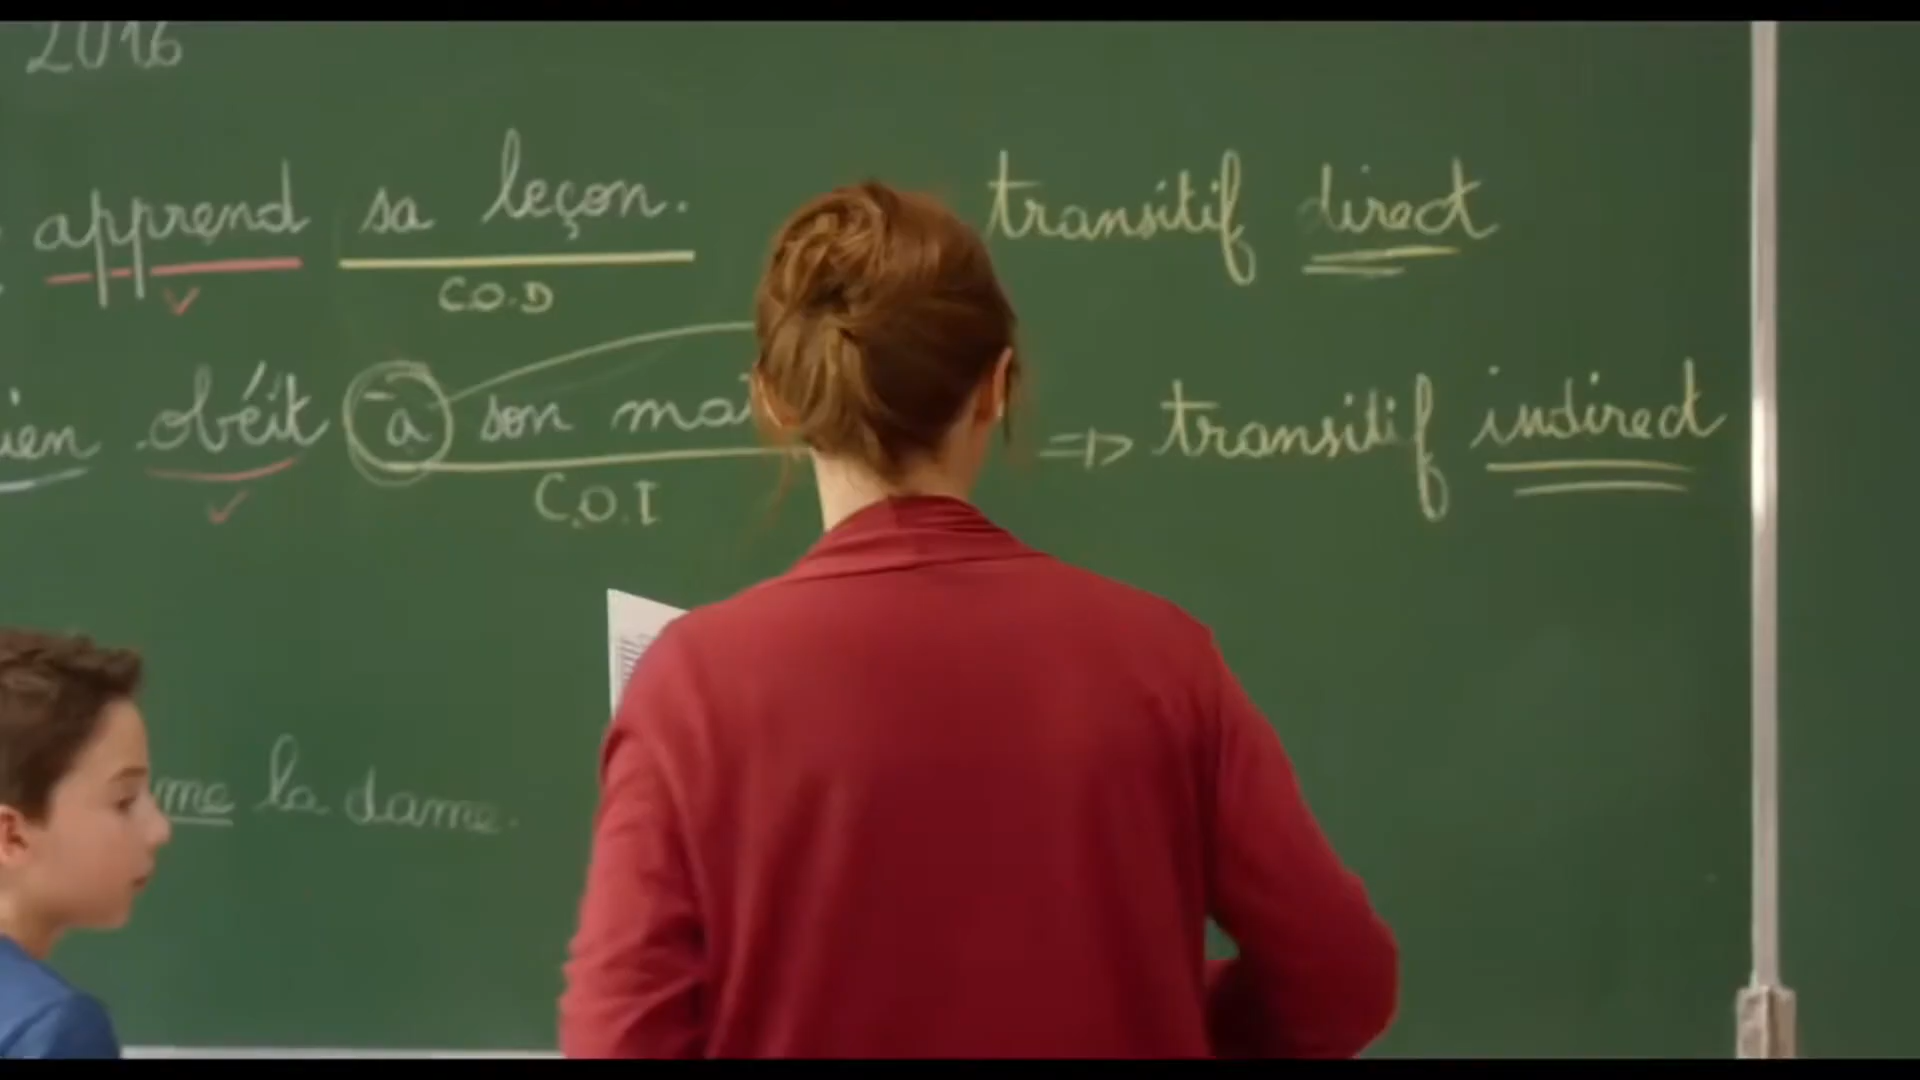 2016
apprend sa leçon. transitif direct
C.O.D
obéit à son => transitif indirect
C.O.I
la dame.